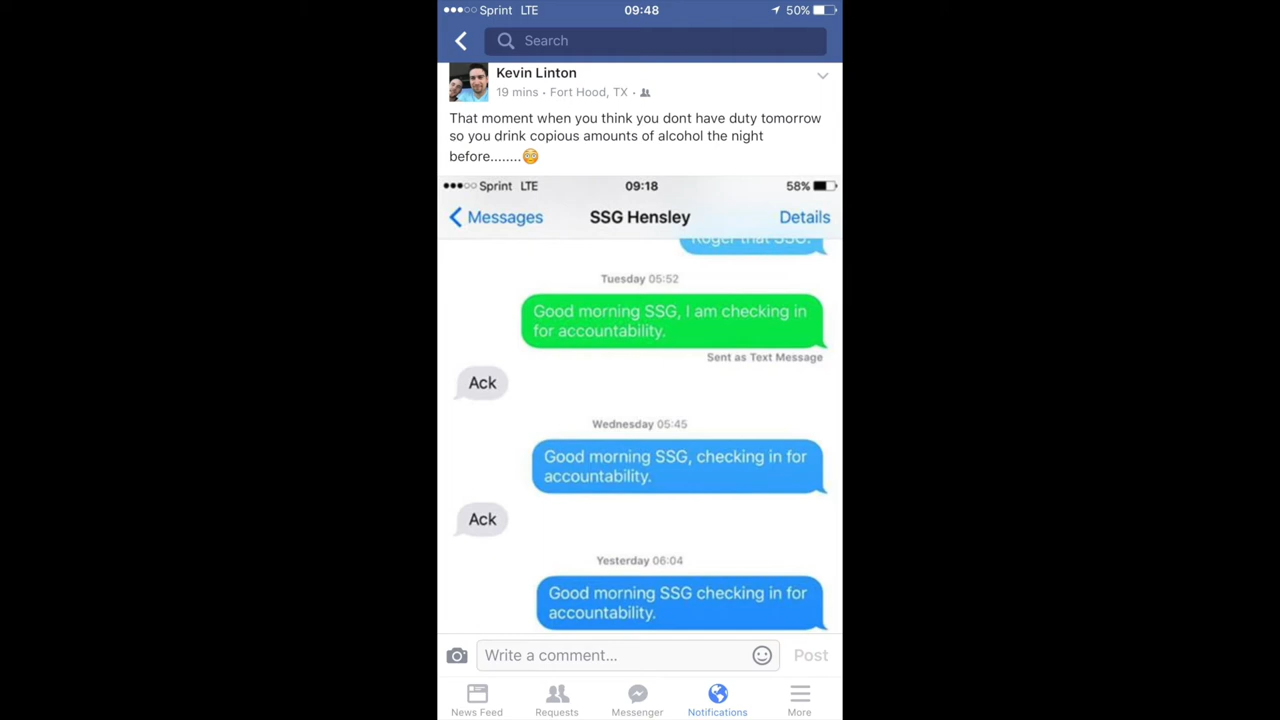 Sprint LTE 09:48 50%
Search
Kevin Linton
19 mins • Fort Hood, TX •
That moment when you think you dont have duty tomorrow
so you drink copious amounts of alcohol the night
before........😳
Sprint LTE 09:18 58%
Messages SSG Hensley Details
Roger that SSG.
Tuesday 05:52
Good morning SSG, I am checking in
for accountability.
Sent as Text Message
Ack
Wednesday 05:45
Good morning SSG, checking in for
accountability.
Ack
Yesterday 06:04
Good morning SSG checking in for
accountability.
Write a comment... Post
News Feed Requests Messenger Notifications More